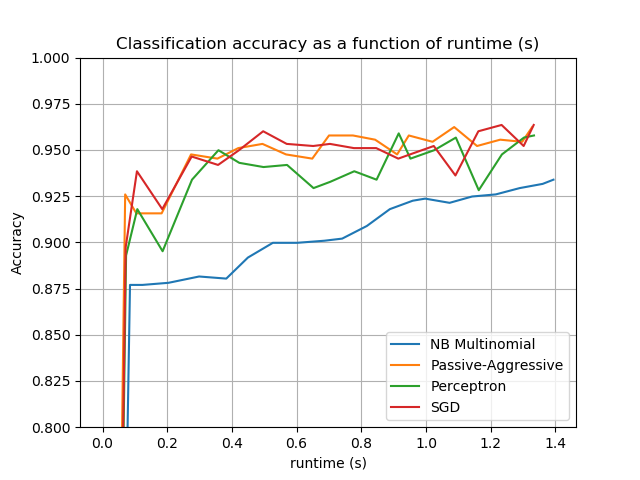 Classification accuracy as a function of runtime (s)
Accuracy
1.000
0.975
0.950
0.925
0.900
0.875
0.850
0.825
0.800
NB Multinomial
Passive-Aggressive
Perceptron
SGD
0.0 0.2 0.4 0.6 0.8 1.0 1.2 1.4
runtime (s)